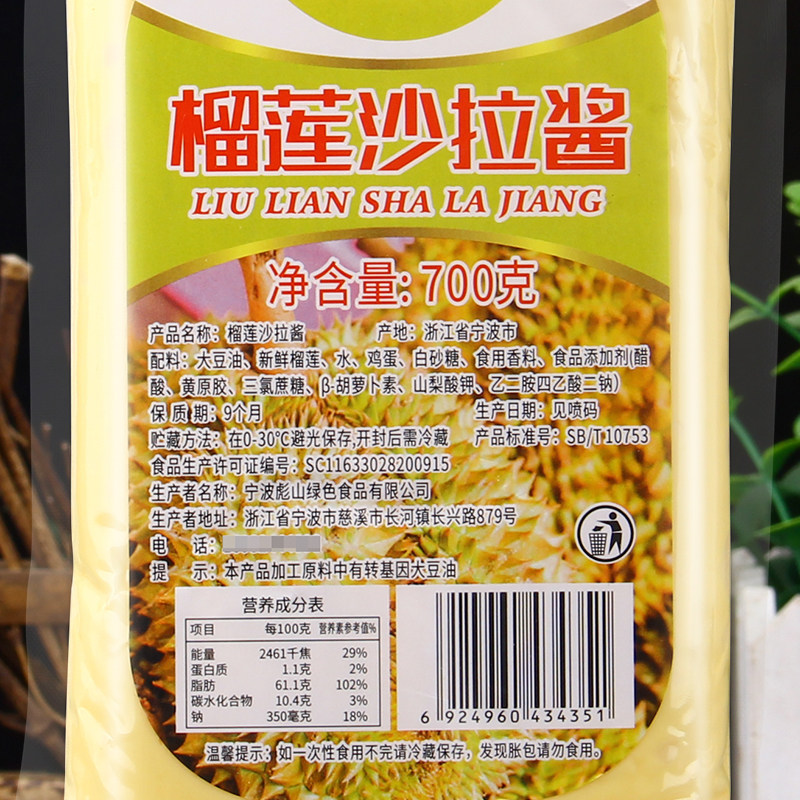 榴莲沙拉酱
LIU LIAN SHA LA JIANG
净含量:700克
产品名称：榴莲沙拉酱 产地：浙江省宁波市
配料：大豆油、新鲜榴莲、水、鸡蛋、白砂糖、食用香料、食品添加剂(醋
酸、黄原胶、三氯蔗糖、β-胡萝卜素、山梨酸钾、乙二胺四乙酸二钠)
保 质 期：9个月 生产日期：见喷码
贮藏方法：在0-30℃避光保存,开封后需冷藏 产品标准号：SB/T10753
食品生产许可证编号：SC11633028200915
生产者名称：宁波彪山绿色食品有限公司
生产者地址：浙江省宁波市慈溪市长河镇长兴路879号
电 话：
提 示：本产品加工原料中有转基因大豆油
营养成分表
项目 每100克 营养素参考值%
能量 2461千焦 29%
蛋白质 1.1克 2%
脂肪 61.1克 102%
碳水化合物 10.4克 3%
钠 350毫克 18%
6 924960 434351
温馨提示：如一次性食用不完请冷藏保存，发现胀包请勿食用。